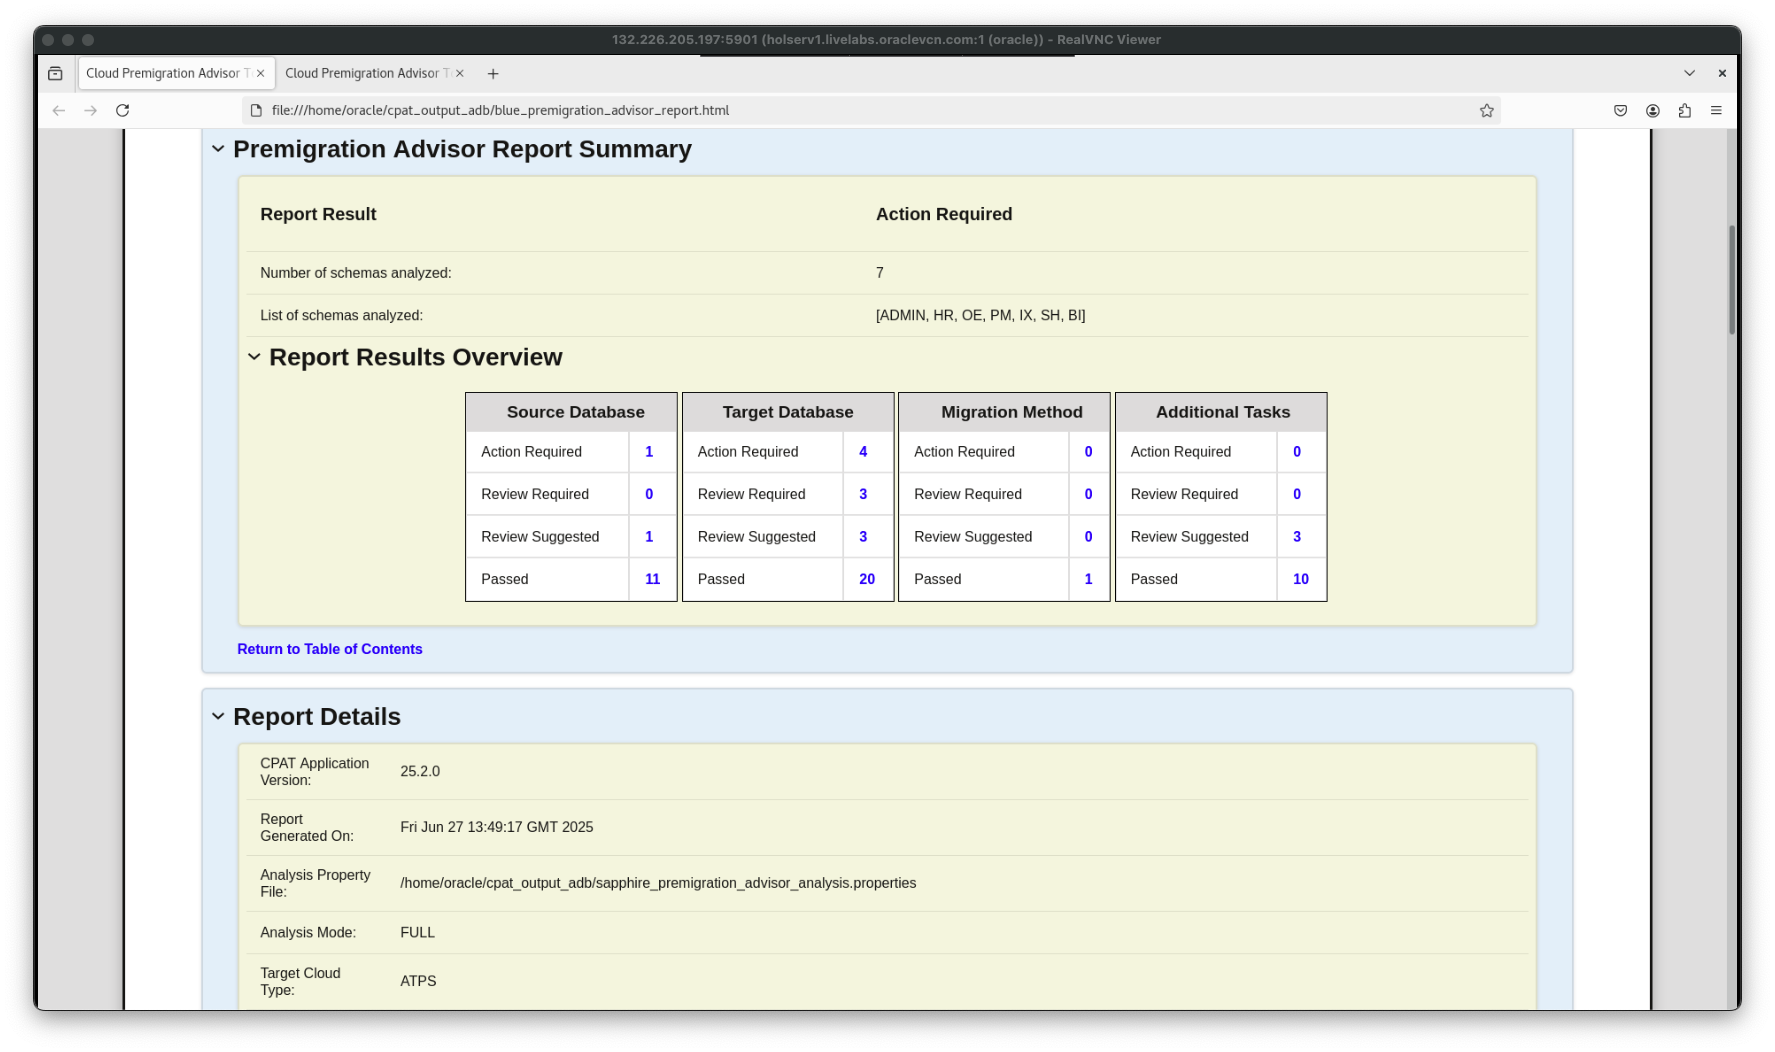 132.226.205.197:5901 (holserv1.livelabs.oraclevcn.com:1 (oracle)) - RealVNC Viewer
Cloud Premigration Advisor T
Cloud Premigration Advisor T
file:///home/oracle/cpat_output_adb/blue_premigration_advisor_report.html
Premigration Advisor Report Summary
Report Result Action Required
Number of schemas analyzed: 7
List of schemas analyzed: [ADMIN, HR, OE, PM, IX, SH, BI]
Report Results Overview
Source Database Target Database Migration Method Additional Tasks
Action Required 1 Action Required 4 Action Required 0 Action Required 0
Review Required 0 Review Required 3 Review Required 0 Review Required 0
Review Suggested 1 Review Suggested 3 Review Suggested 0 Review Suggested 3
Passed 11 Passed 20 Passed 1 Passed 10
Return to Table of Contents
Report Details
CPAT Application
Version: 25.2.0
Report
Generated On: Fri Jun 27 13:49:17 GMT 2025
Analysis Property
File: /home/oracle/cpat_output_adb/sapphire_premigration_advisor_analysis.properties
Analysis Mode: FULL
Target Cloud
Type: ATPS